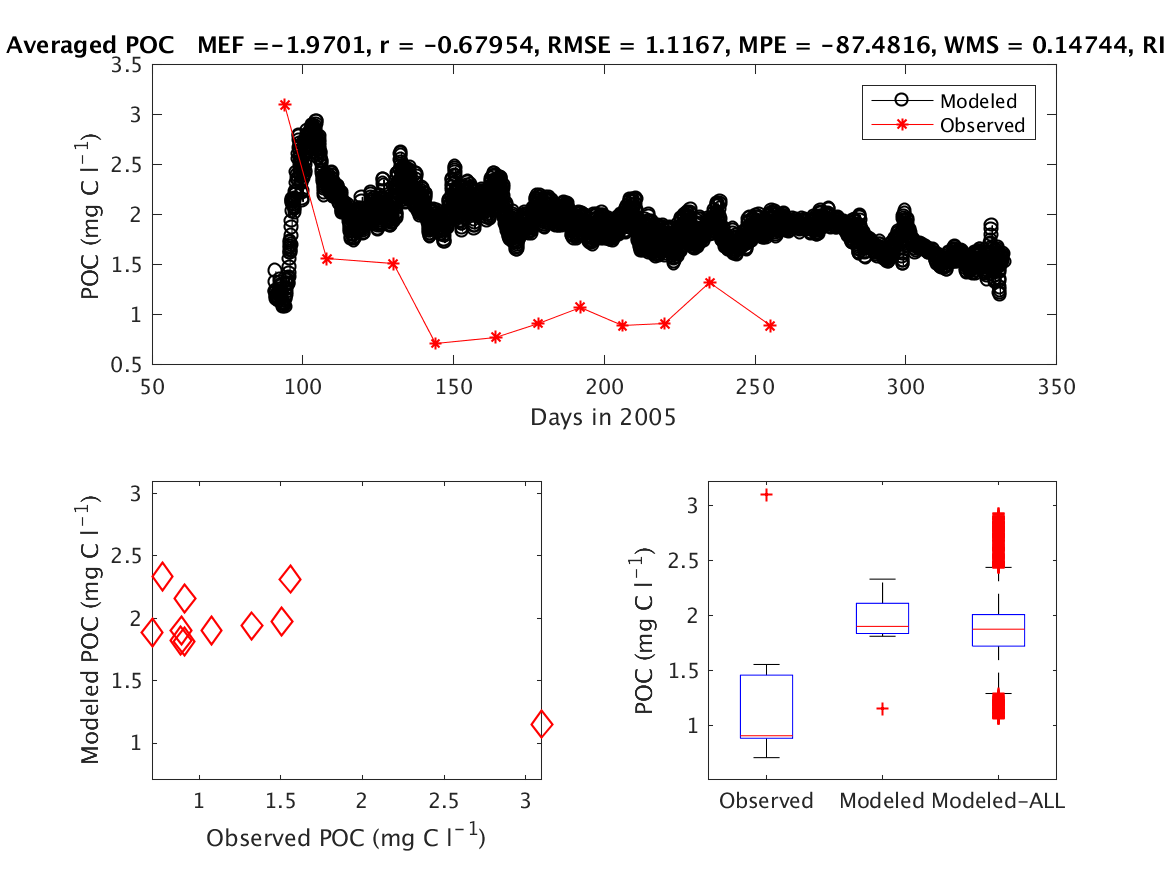 Averaged POC   MEF =-1.9701, r = -0.67954, RMSE = 1.1167, MPE = -87.4816, WMS = 0.14744, RI
3.5
3
2.5
2
1.5
1
0.5
POC (mg C l⁻¹)
Modeled
Observed
50 100 150 200 250 300 350
Days in 2005
3
2.5
2
1.5
1
Modeled POC (mg C l⁻¹)
1 1.5 2 2.5 3
Observed POC (mg C l⁻¹)
3
2.5
2
1.5
1
POC (mg C l⁻¹)
Observed Modeled Modeled-ALL